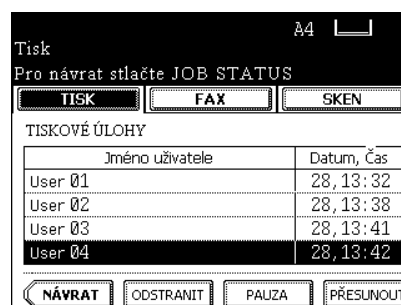 A4
Tisk
Pro návrat stlačte JOB STATUS
TISK FAX SKEN
TISKOVÉ ÚLOHY
Jméno uživatele Datum, Čas
User 01 28,13:32
User 02 28,13:38
User 03 28,13:41
User 04 28,13:42
NÁVRAT ODSTRANIT PAUZA PŘESUNOUT